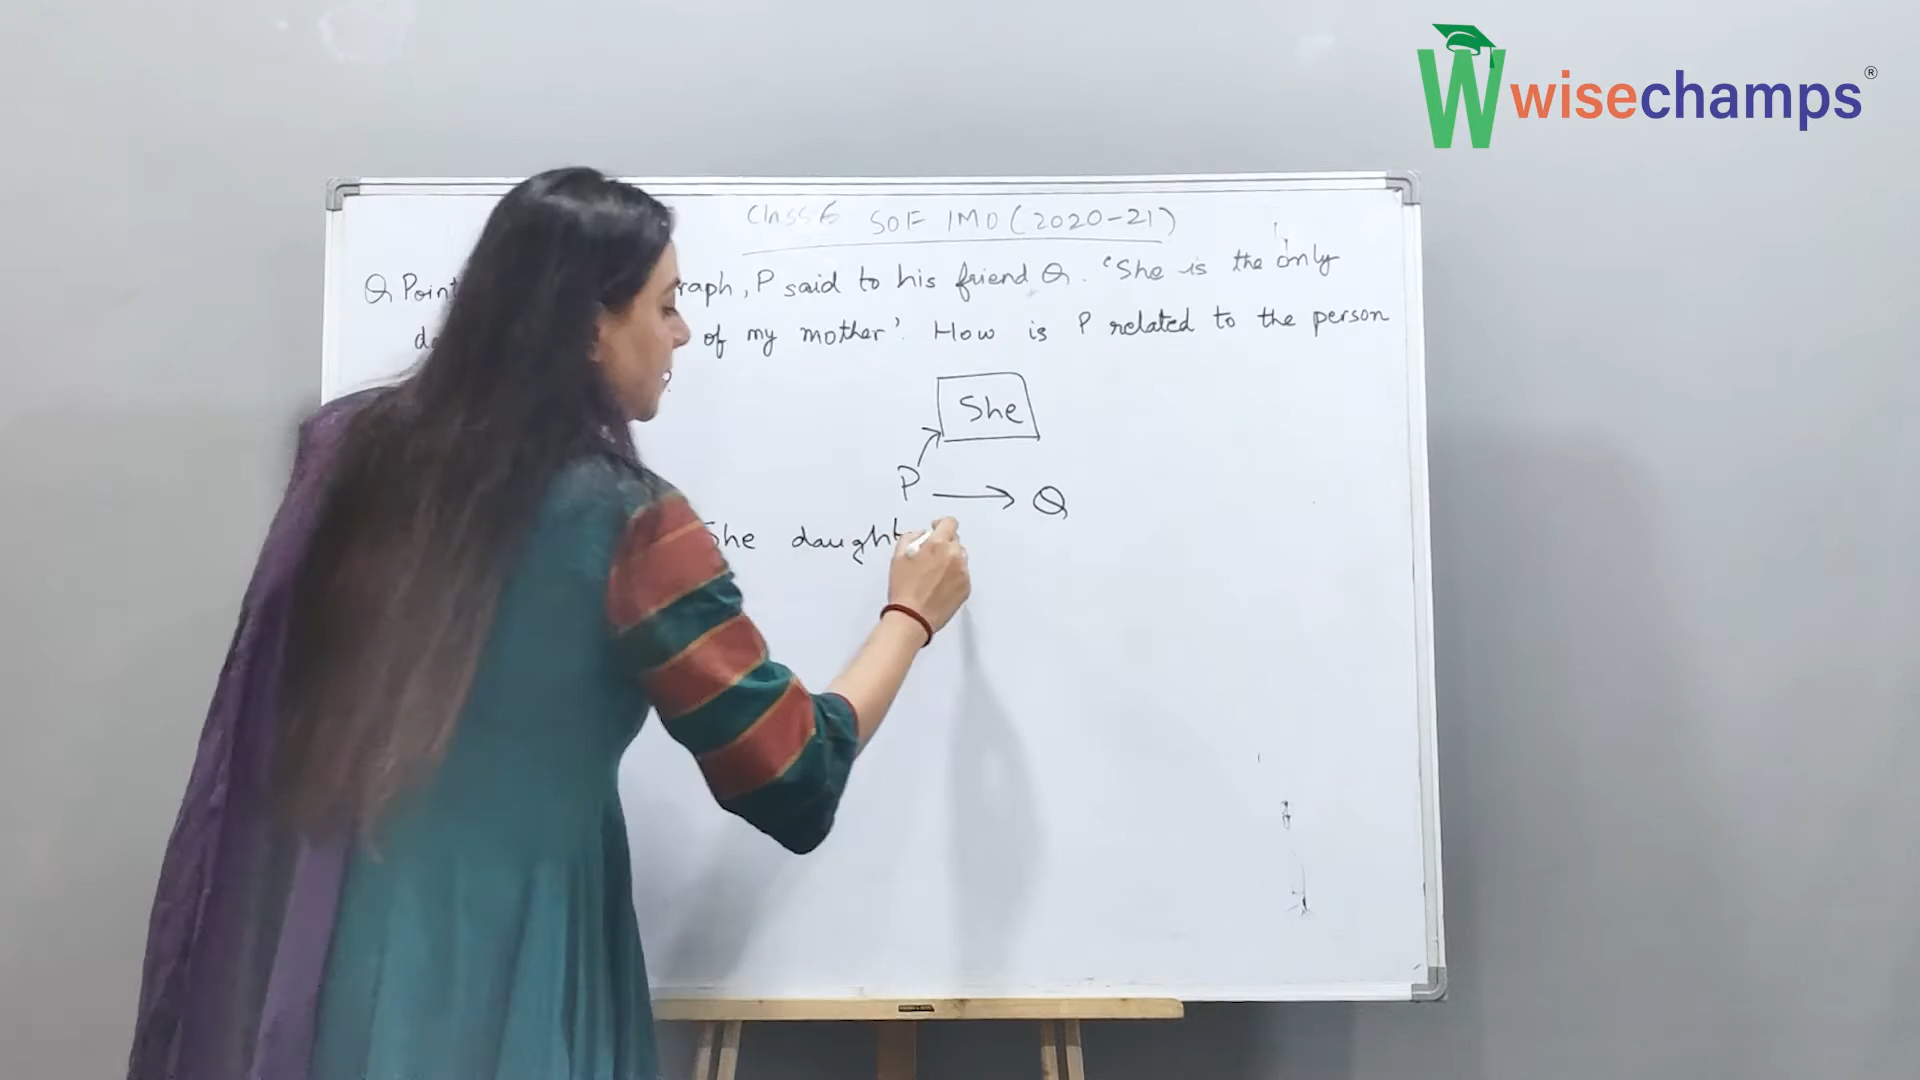 wisechamps®
Class 6 SOF IMO (2020-21)
Q Point raph, P said to his friend Q. 'She is the only
of my mother'. How is P related to the person
She
P → Q
She daught